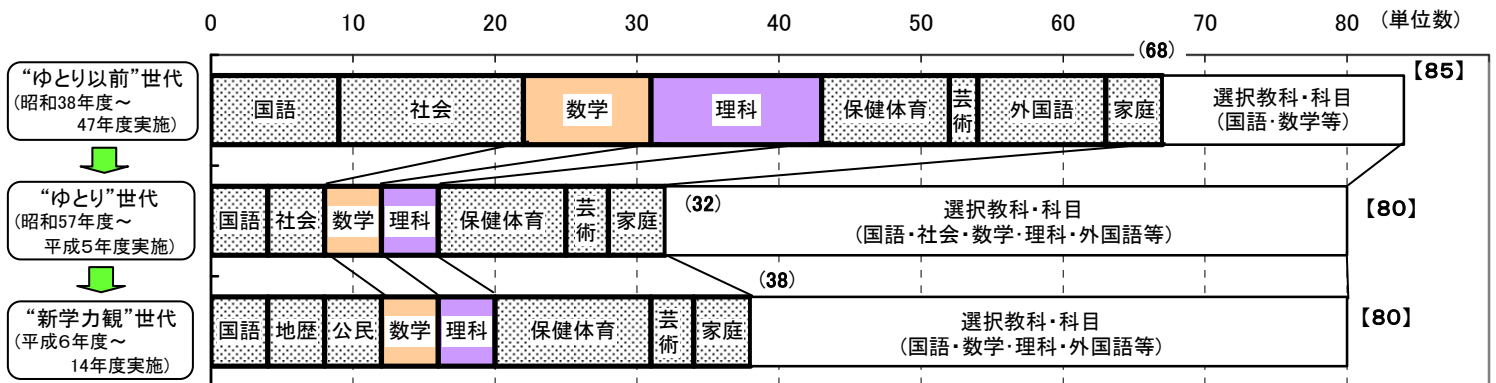 0 10 20 30 40 50 60 70 80 (単位数)
“ゆとり以前”世代
(昭和38年度～
47年度実施)
国語 社会 数学 理科 保健体育 芸術 外国語 家庭
(68)
選択教科・科目
(国語・数学等)
【85】
“ゆとり”世代
(昭和57年度～
平成5年度実施)
国語 社会 数学 理科 保健体育 芸術 家庭
(32)
選択教科・科目
(国語・社会・数学・理科・外国語等)
【80】
“新学力観”世代
(平成6年度～
14年度実施)
国語 地歴 公民 数学 理科 保健体育 芸術 家庭
(38)
選択教科・科目
(国語・数学・理科・外国語等)
【80】